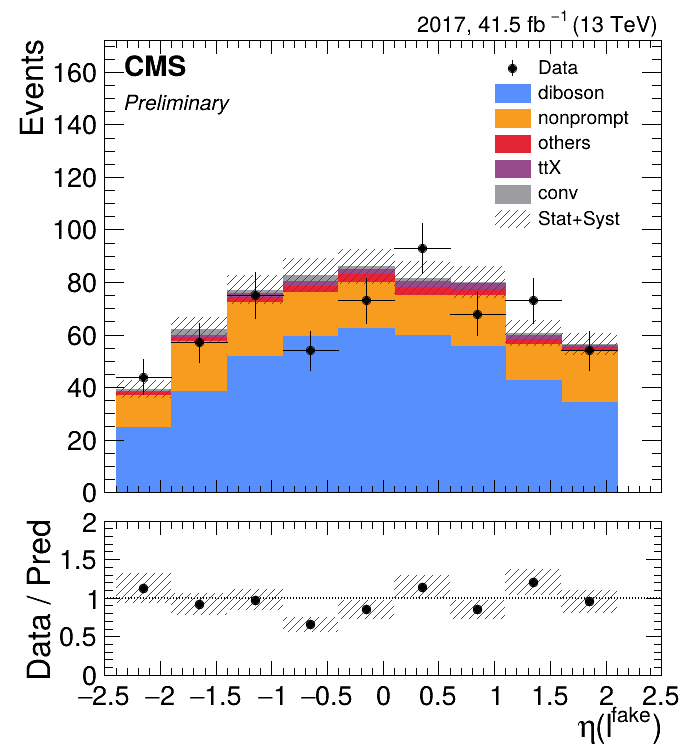 2017, 41.5 fb⁻¹ (13 TeV)
Events
CMS
Preliminary
Data
diboson
nonprompt
others
ttX
conv
Stat+Syst
160
140
120
100
80
60
40
20
0
Data / Pred
2
1.5
1
0.5
0
−2.5 −2 −1.5 −1 −0.5 0 0.5 1 1.5 2 2.5
η(l^fake)